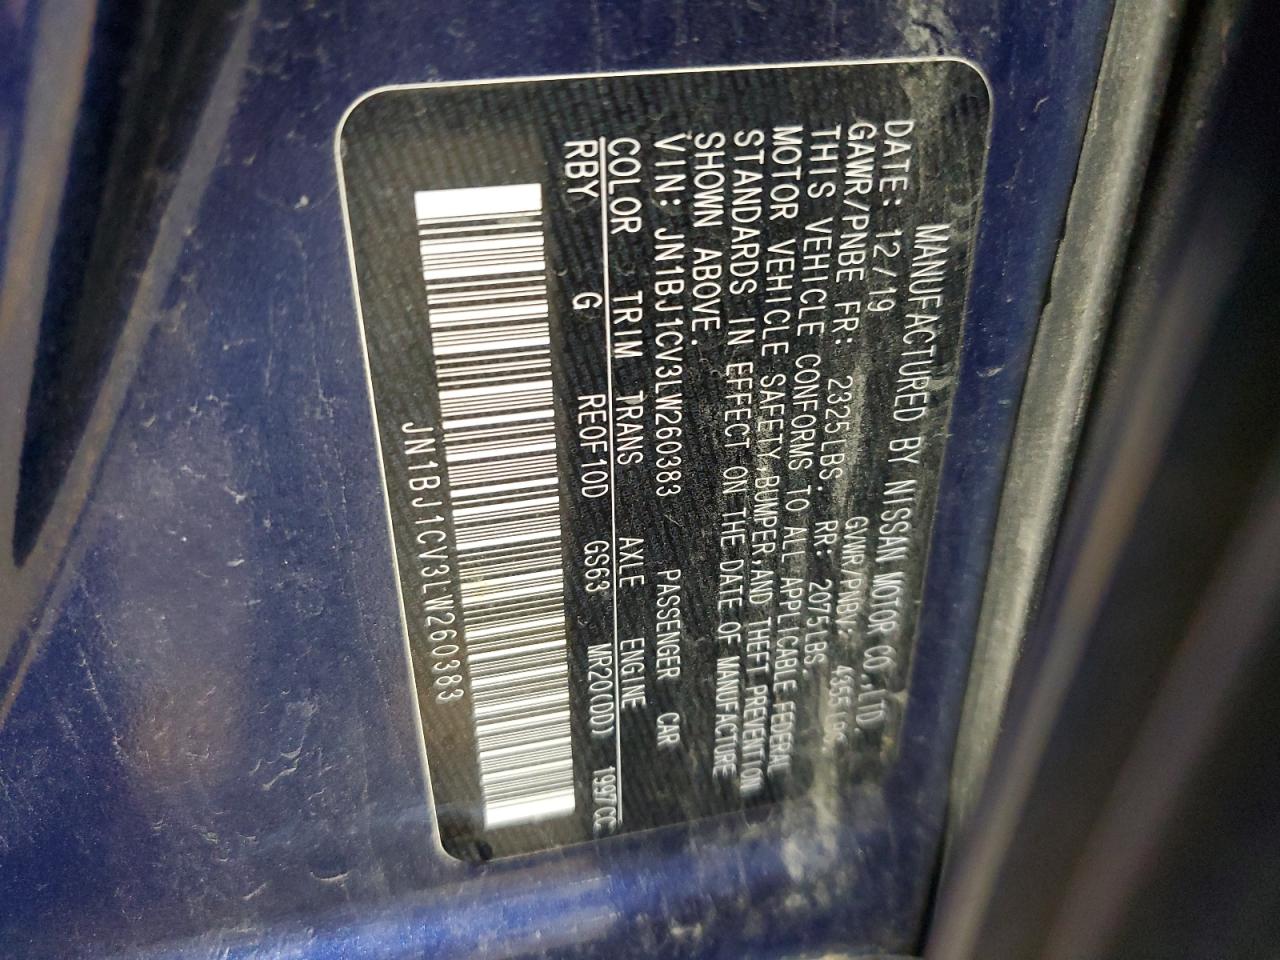 MANUFACTURED BY NISSAN MOTOR CO.,LTD.
DATE: 12/19 GVWR/PNBV: 4355 LBS
GAWR/PNBE FR: 2325LBS. RR: 2075LBS.
THIS VEHICLE CONFORMS TO ALL APPLICABLE FEDERAL
MOTOR VEHICLE SAFETY,BUMPER,AND THEFT PREVENTION
STANDARDS IN EFFECT ON THE DATE OF MANUFACTURE
SHOWN ABOVE.
VIN: JN1BJ1CV3LW260383 PASSENGER CAR
COLOR TRIM TRANS AXLE ENGINE
RBY G RE0F10D GS63 MR20(DD) 1997CC
JN1BJ1CV3LW260383